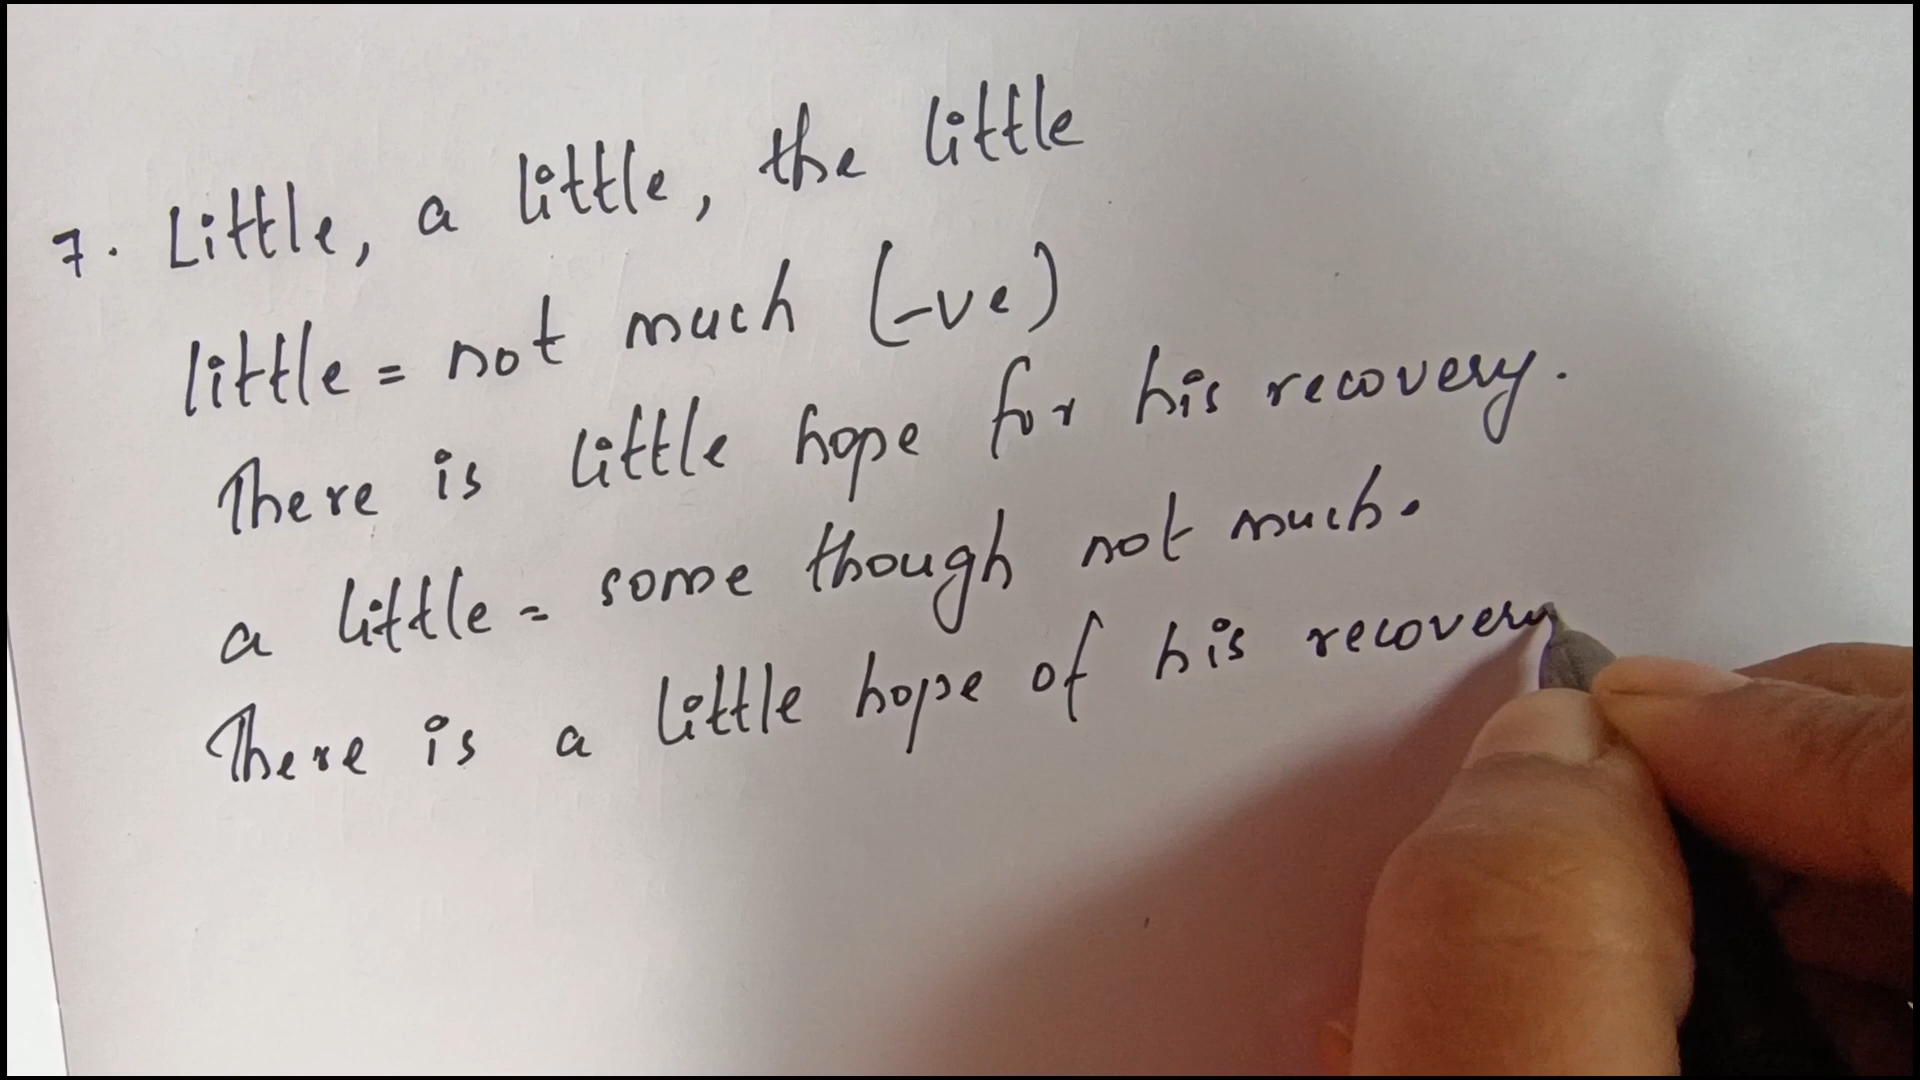 7. Little, a little, the little
little = not much (-ve)
There is little hope for his recovery.
a little = some though not much.
There is a little hope of his recovery